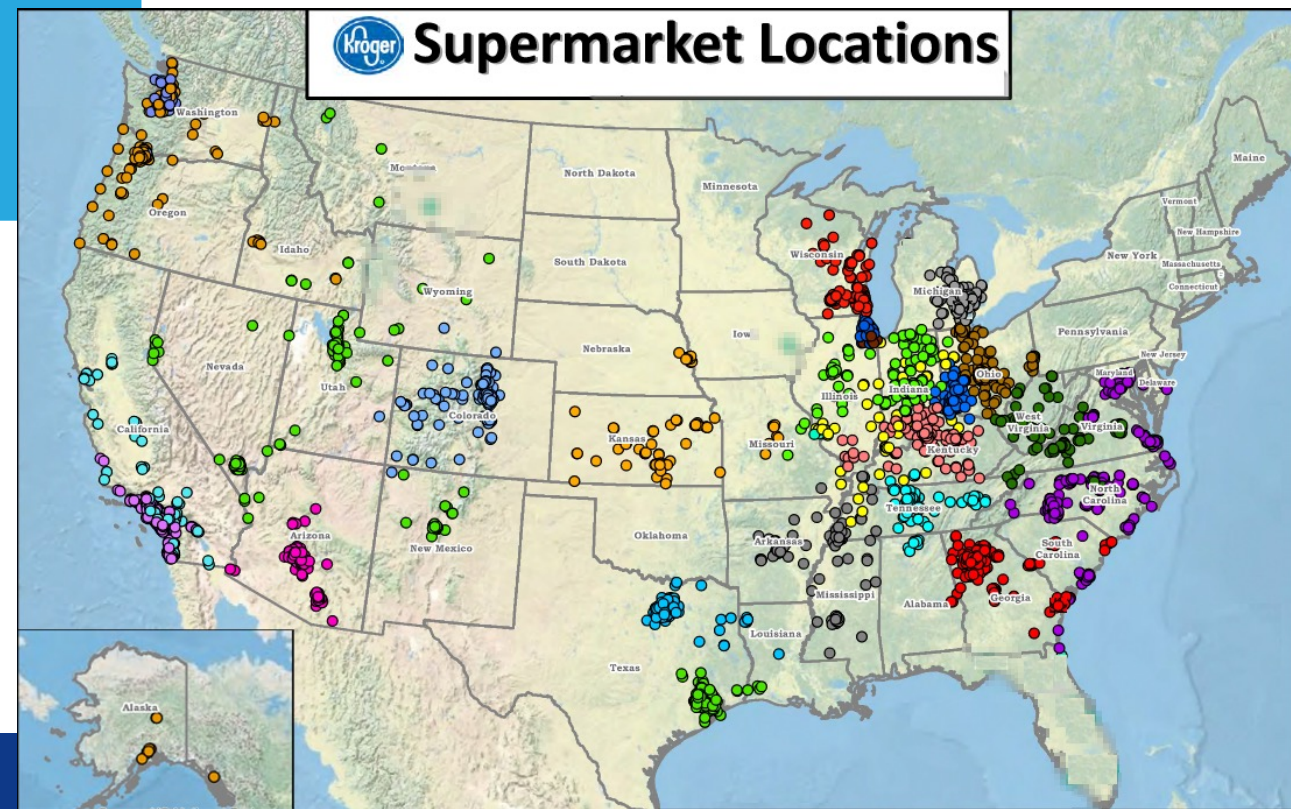 Kroger Supermarket Locations
Washington
Maine
Montana
North Dakota
Minnesota
Vermont
Oregon
New Hampshire
Idaho
Wisconsin
New York
Massachusetts
South Dakota
Connecticut
Wyoming
Michigan
Pennsylvania
Iowa
Nebraska
New Jersey
Nevada
Ohio
Maryland
Utah
Indiana
Delaware
Illinois
Colorado
West
Virginia
Virginia
California
Kansas
Missouri
Kentucky
North
Carolina
Tennessee
Arizona
Oklahoma
Arkansas
New Mexico
South
Carolina
Mississippi
Georgia
Alabama
Louisiana
Texas
Alaska